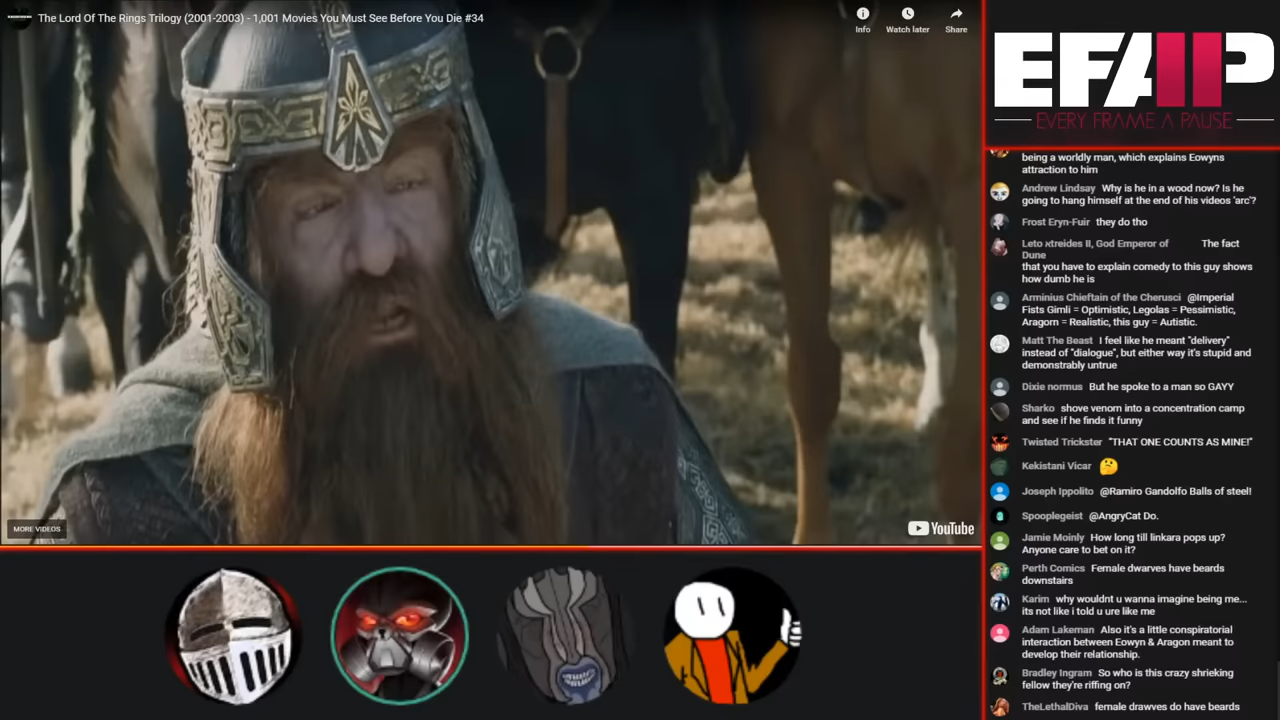 The Lord Of The Rings Trilogy (2001-2003) - 1,001 Movies You Must See Before You Die #34
Info
Watch later
Share
MORE VIDEOS
YouTube
EFAP
EVERY FRAME A PAUSE
being a worldly man, which explains Eowyns
attraction to him
Andrew Lindsay Why is he in a wood now? Is he
going to hang himself at the end of his videos 'arc'?
Frost Eryn-Fuir they do tho
Leto אtreides II, God Emperor of Dune The fact
that you have to explain comedy to this guy shows
how dumb he is
Arminius Chieftain of the Cherusci @Imperial
Fists Gimli = Optimistic, Legolas = Pessimistic,
Aragorn = Realistic, this guy = Autistic.
Matt The Beast I feel like he meant "delivery"
instead of "dialogue", but either way it's stupid and
demonstrably untrue
Dixie normus But he spoke to a man so GAYY
Sharko shove venom into a concentration camp
and see if he finds it funny
Twisted Trickster "THAT ONE COUNTS AS MINE!"
Kekistani Vicar
Joseph Ippolito @Ramiro Gandolfo Balls of steel!
Spooplegeist @AngryCat Do.
Jamie Moinly How long till linkara pops up?
Anyone care to bet on it?
Perth Comics Female dwarves have beards
downstairs
Karim why wouldnt u wanna imagine being me...
its not like i told u ure like me
Adam Lakeman Also it's a little conspiratorial
interaction between Eowyn & Aragon meant to
develop their relationship.
Bradley Ingram So who is this crazy shrieking
fellow they're riffing on?
TheLethalDiva female drawves do have beards